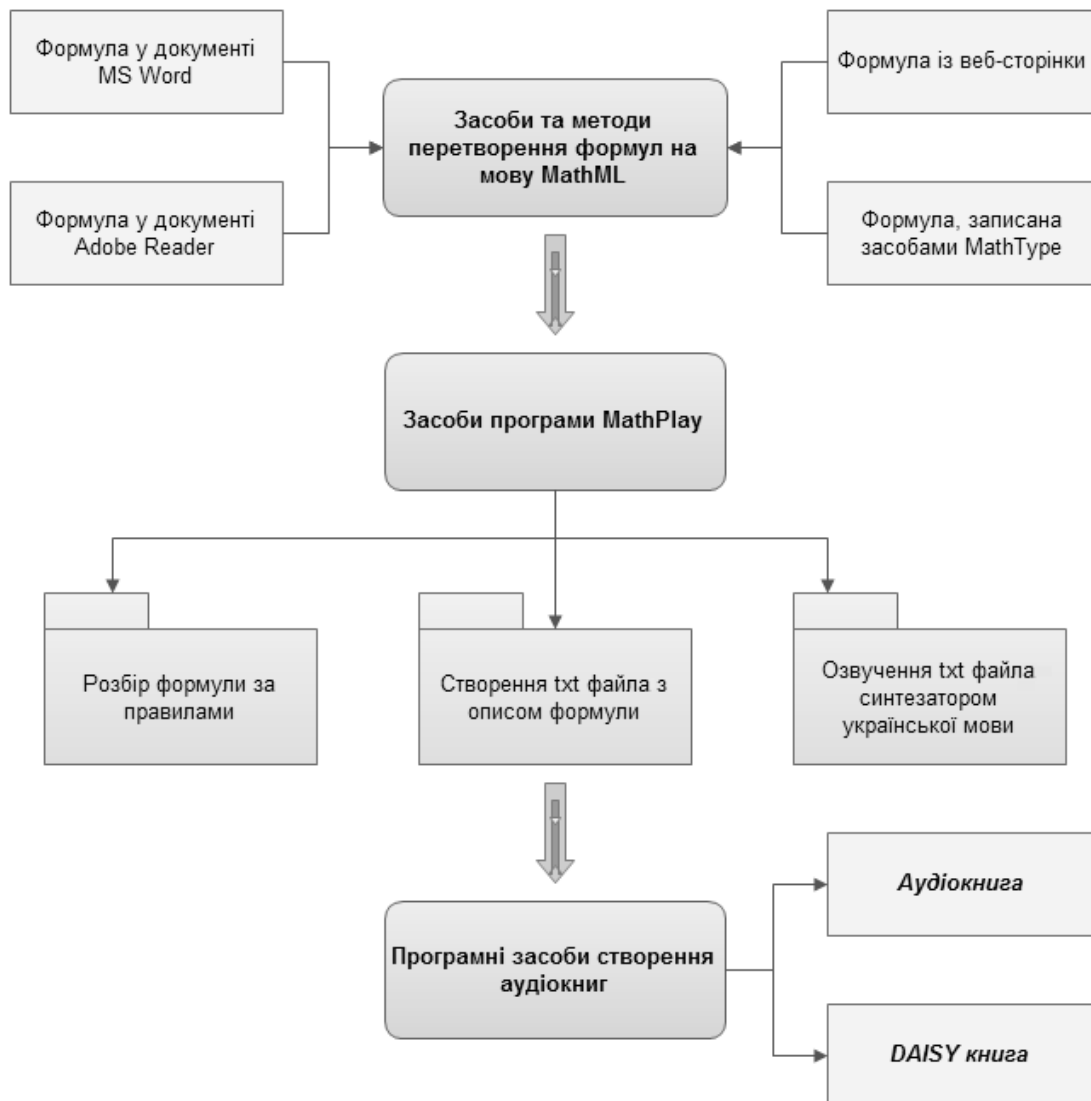 Формула у документі
MS Word
Формула із веб-сторінки
Засоби та методи
перетворення формул на
мову MathML
Формула у документі
Adobe Reader
Формула, записана
засобами MathType
Засоби програми MathPlay
Розбір формули за
правилами
Створення txt файла з
описом формули
Озвучення txt файла
синтезатором
української мови
Програмні засоби створення
аудіокниг
Аудіокнига
DAISY книга